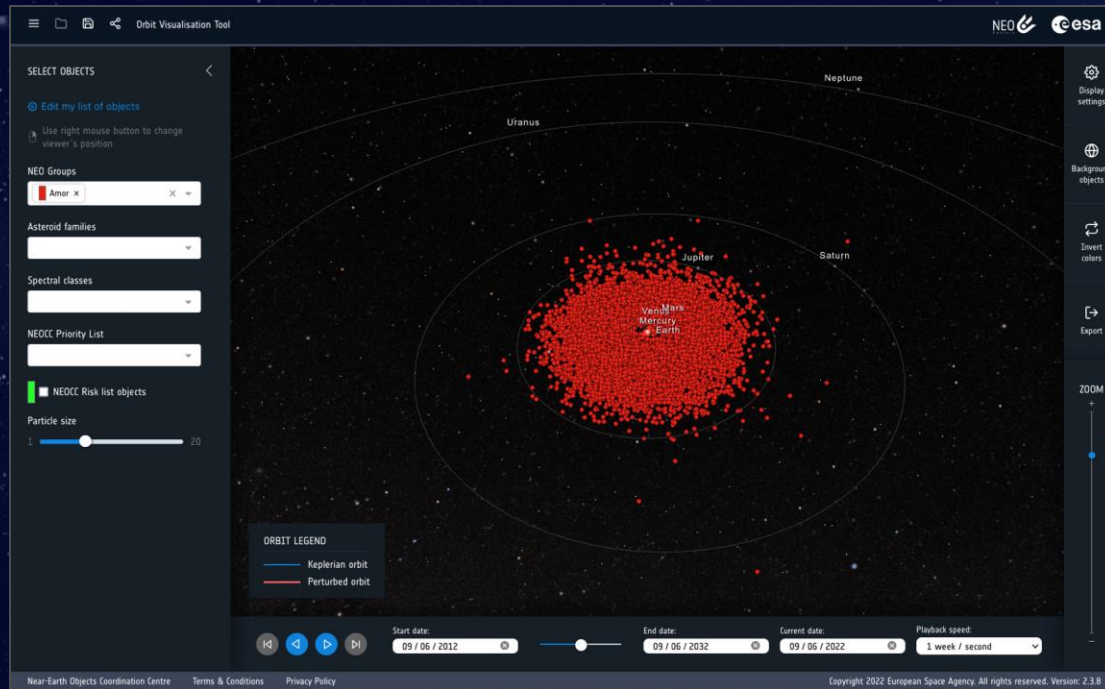 Orbit Visualisation Tool
NEO
esa
SELECT OBJECTS
Edit my list of objects
Use right mouse button to change
viewer's position
NEO Groups
Amor ×
Asteroid families
Spectral classes
NEOCC Priority List
NEOCC Risk list objects
Particle size
1 20
Neptune
Uranus
Jupiter
Saturn
Venus
Mars
Mercury
Earth
ORBIT LEGEND
Keplerian orbit
Perturbed orbit
Display
settings
Background
objects
Invert
colors
Export
ZOOM
+
−
Start date:
09 / 06 / 2012
End date:
09 / 06 / 2032
Current date:
09 / 06 / 2022
Playback speed:
1 week / second
Near-Earth Objects Coordination Centre Terms & Conditions Privacy Policy
Copyright 2022 European Space Agency. All rights reserved. Version: 2.3.8